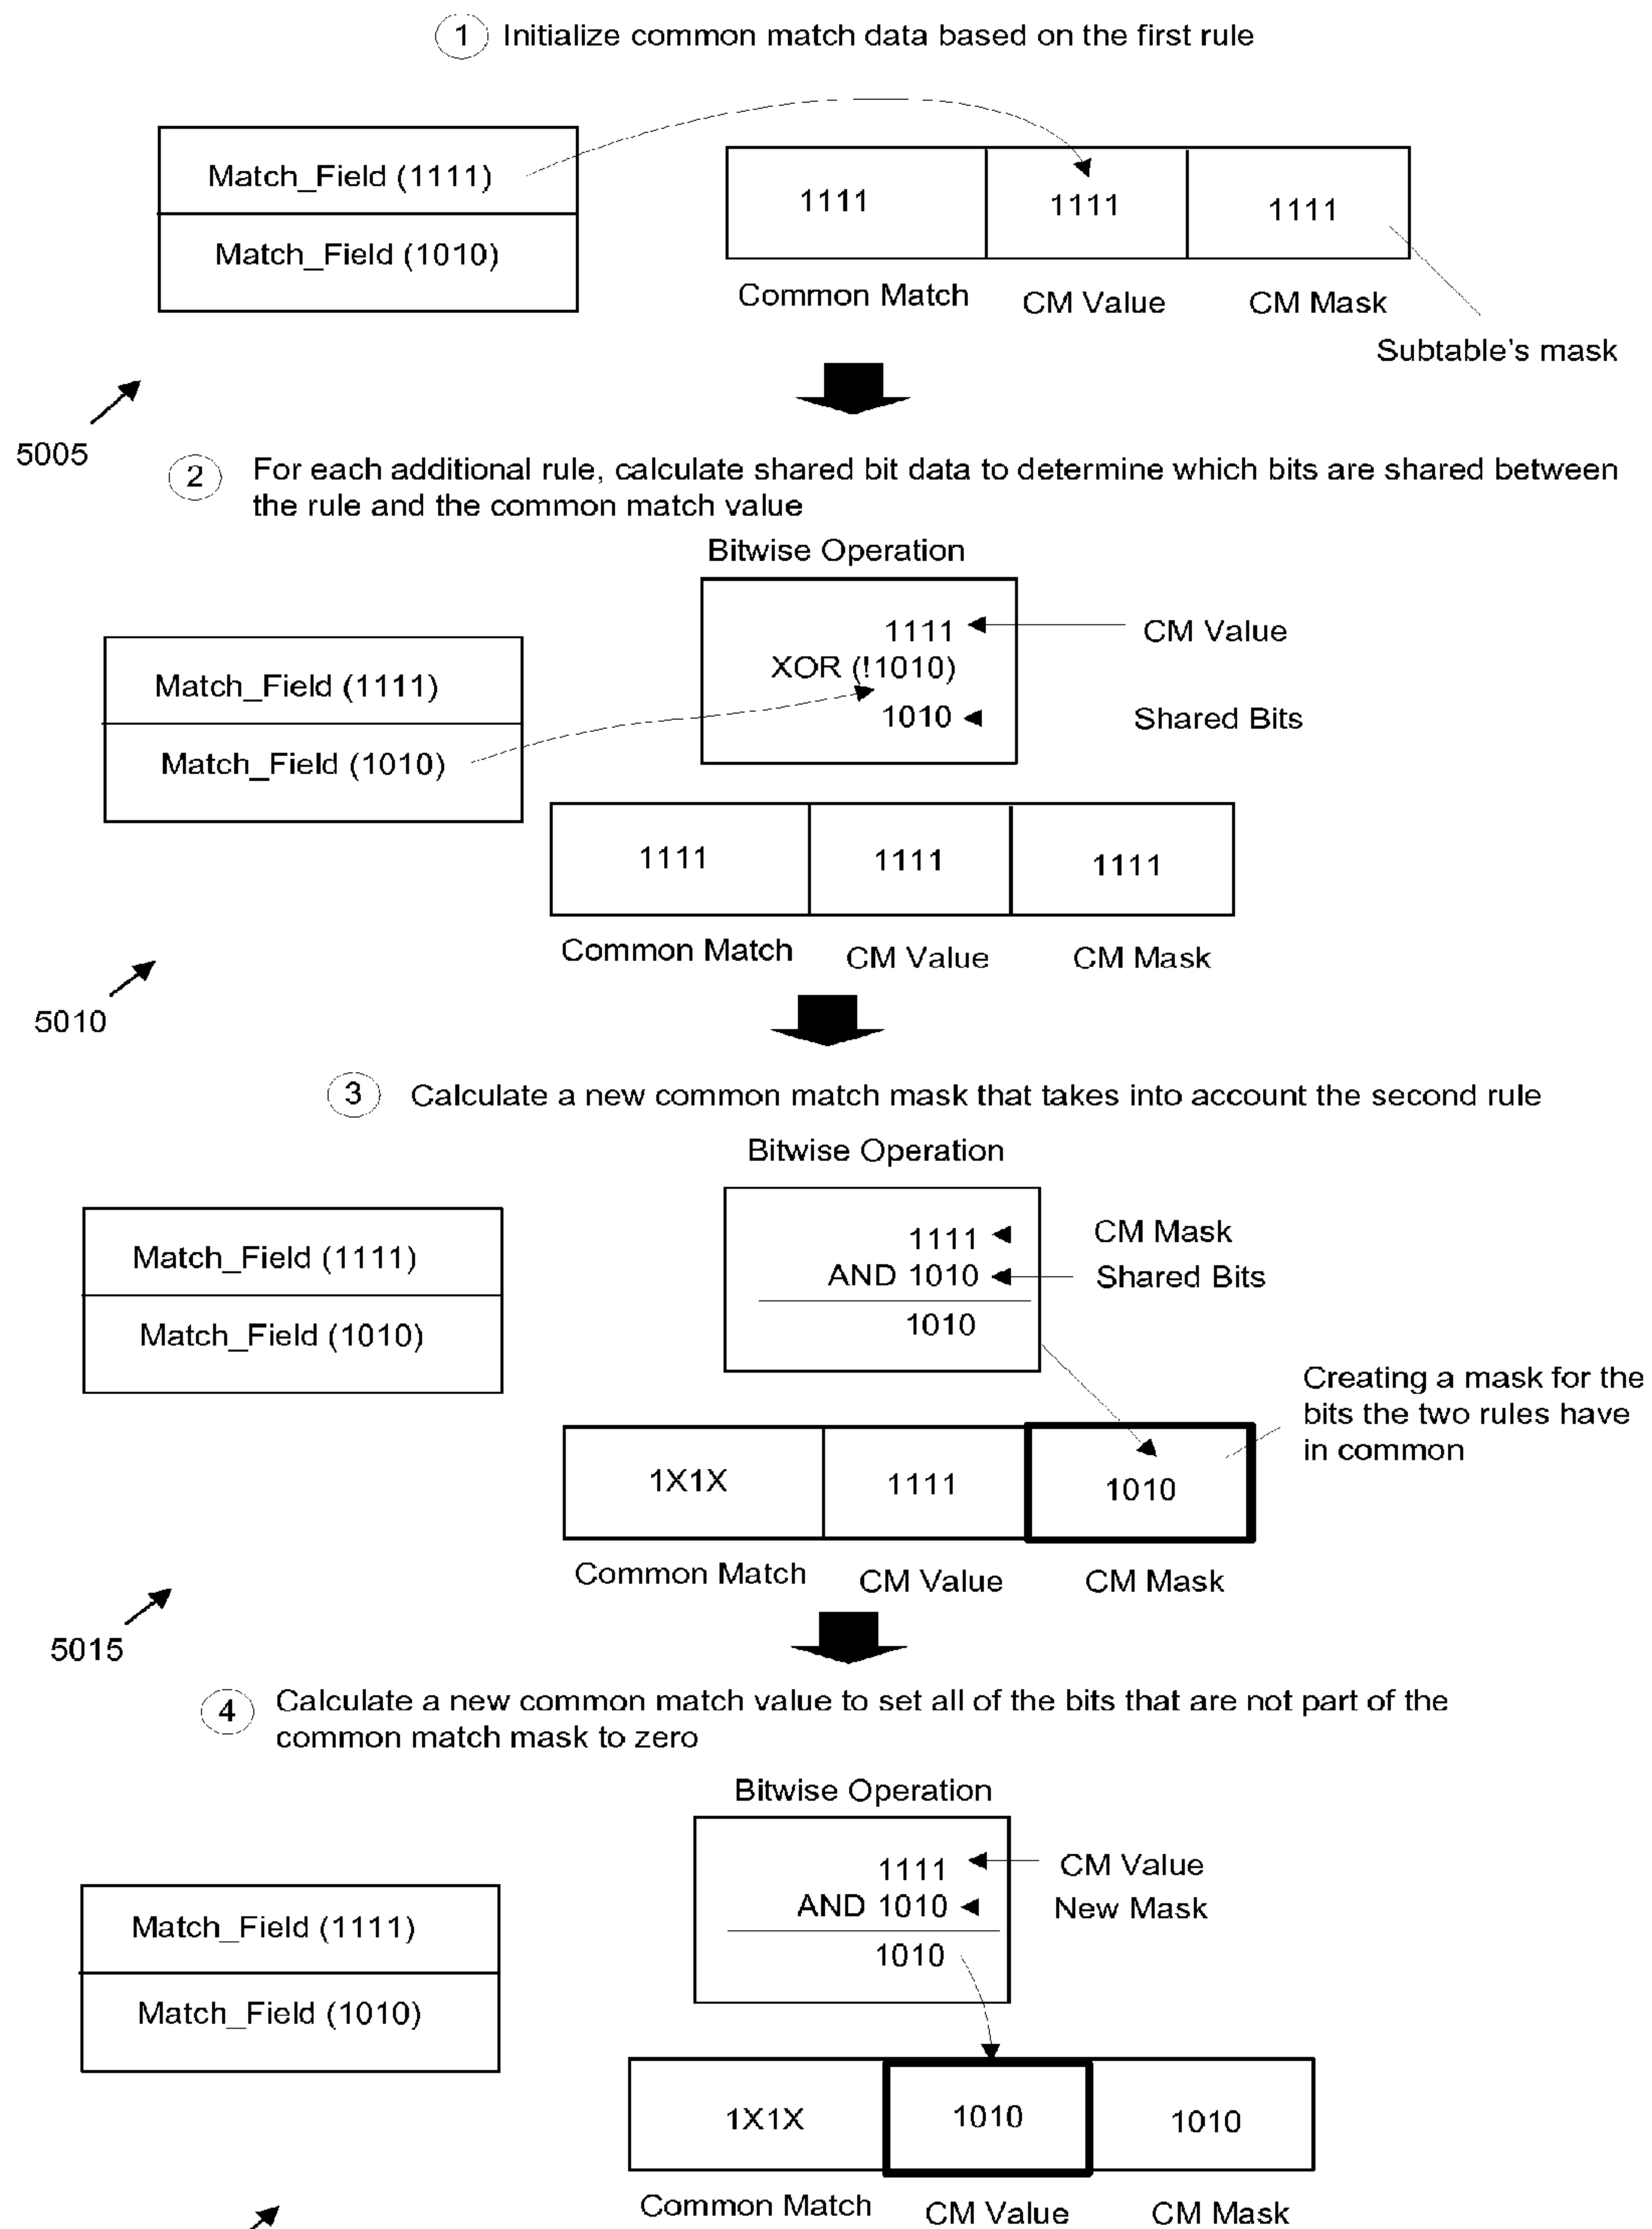 1 Initialize common match data based on the first rule
Match_Field (1111)
Match_Field (1010)
1111
1111
1111
Common Match
CM Value
CM Mask
Subtable's mask
5005
2 For each additional rule, calculate shared bit data to determine which bits are shared between
the rule and the common match value
Bitwise Operation
1111
CM Value
XOR (!1010)
1010
Shared Bits
Match_Field (1111)
Match_Field (1010)
1111
1111
1111
Common Match
CM Value
CM Mask
5010
3 Calculate a new common match mask that takes into account the second rule
Bitwise Operation
1111
CM Mask
AND 1010
Shared Bits
1010
Match_Field (1111)
Match_Field (1010)
Creating a mask for the
bits the two rules have
in common
1X1X
1111
1010
Common Match
CM Value
CM Mask
5015
4 Calculate a new common match value to set all of the bits that are not part of the
common match mask to zero
Bitwise Operation
1111
CM Value
AND 1010
New Mask
1010
Match_Field (1111)
Match_Field (1010)
1X1X
1010
1010
Common Match
CM Value
CM Mask